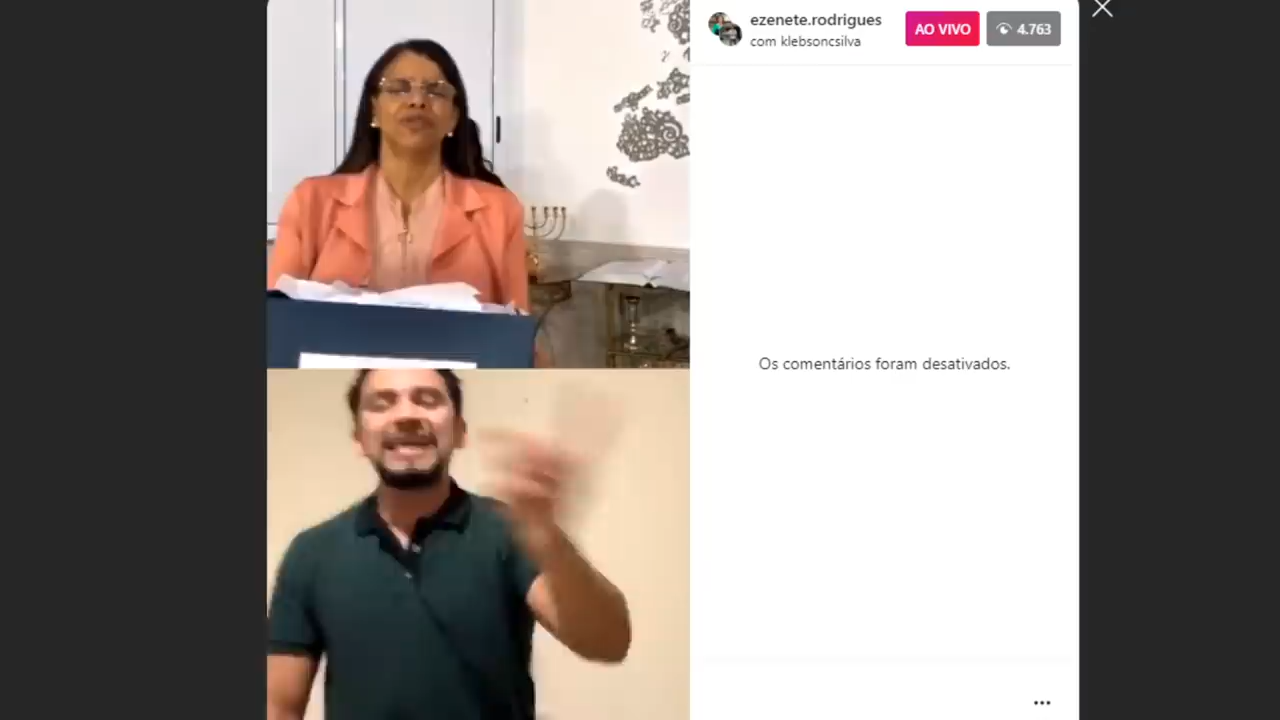 ezenete.rodrigues
com klebsoncsilva
AO VIVO
4.763
Os comentários foram desativados.